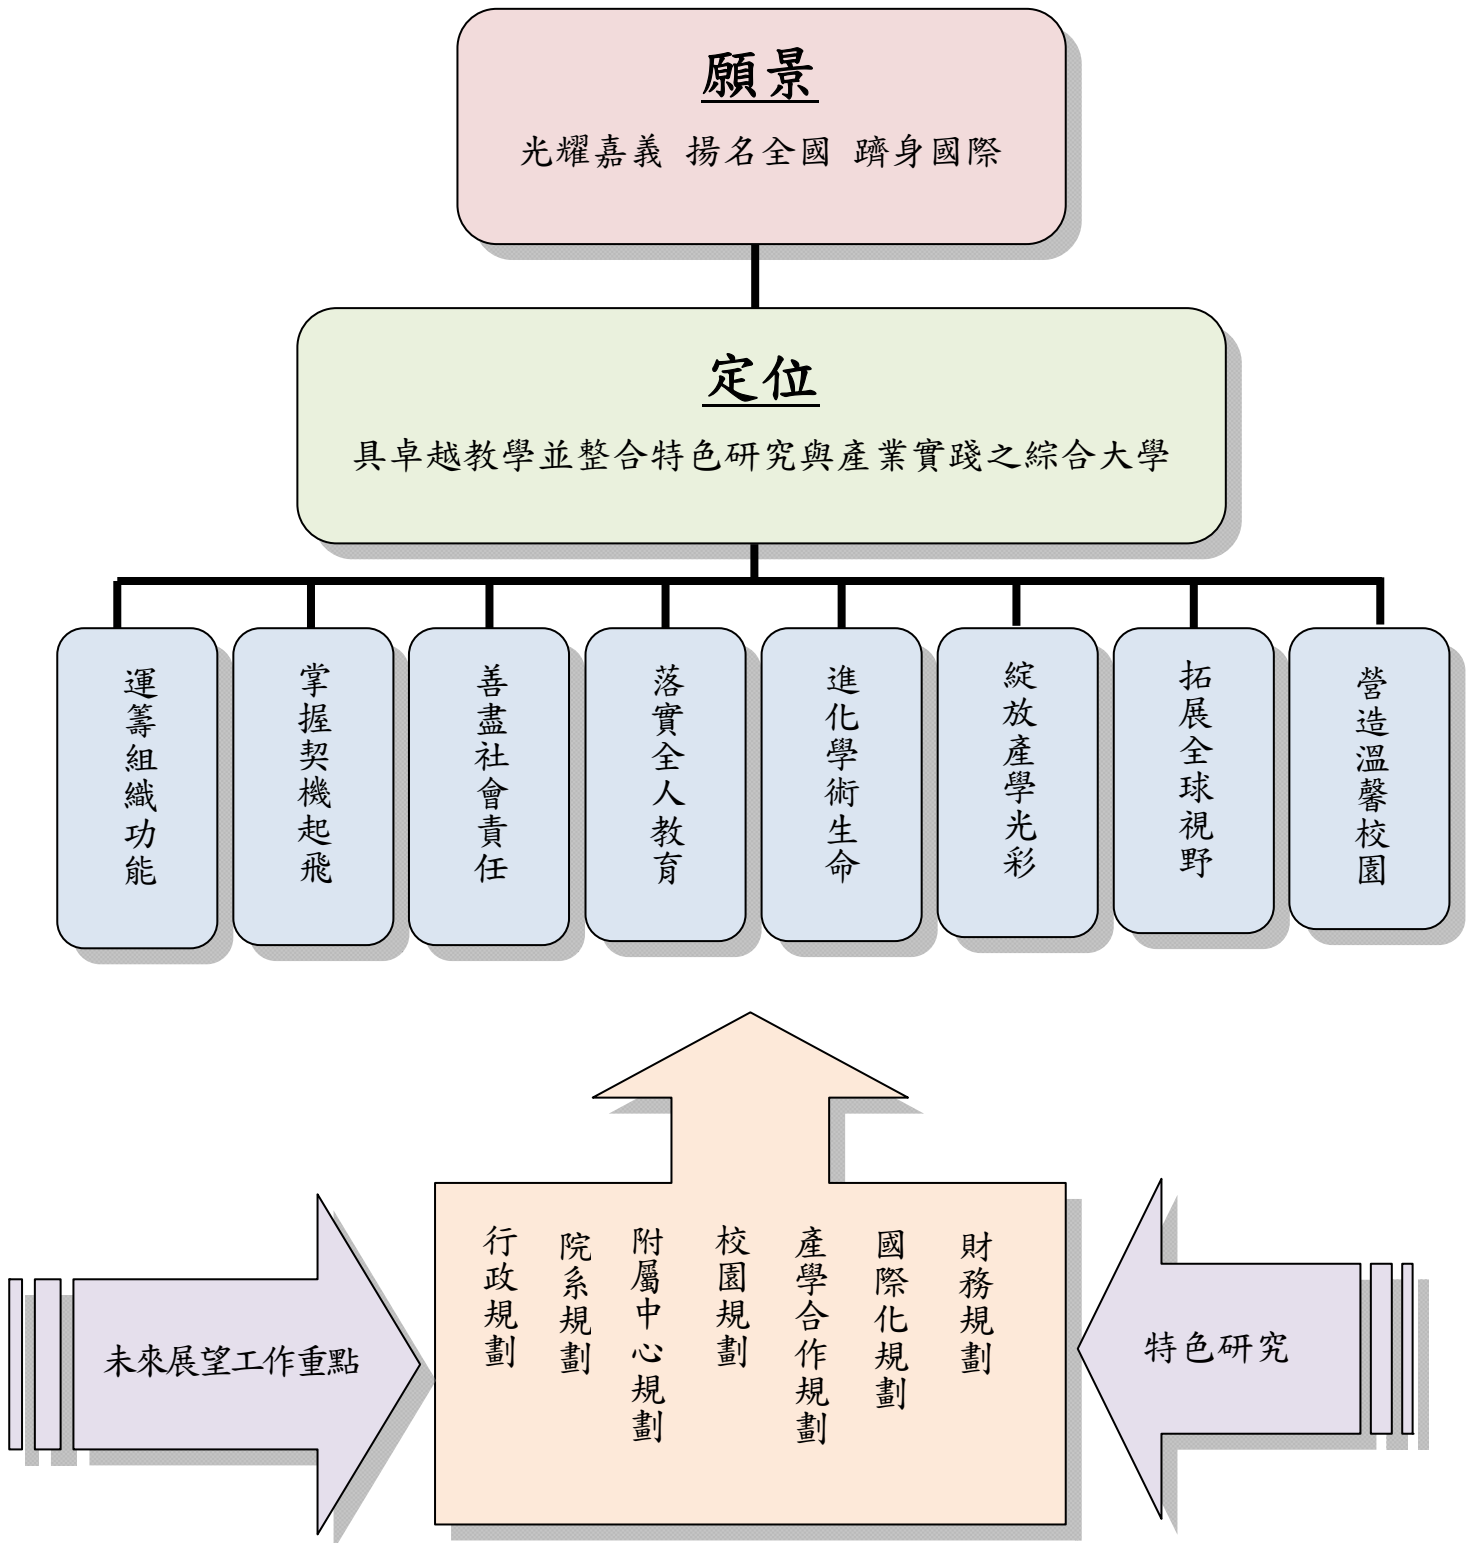 願景
光耀嘉義 揚名全國 躋身國際
定位
具卓越教學並整合特色研究與產業實踐之綜合大學
運籌組織功能
掌握契機起飛
善盡社會責任
落實全人教育
進化學術生命
綻放產學光彩
拓展全球視野
營造溫馨校園
未來展望工作重點
行政規劃
院系規劃
附屬中心規劃
校園規劃
產學合作規劃
國際化規劃
財務規劃
特色研究